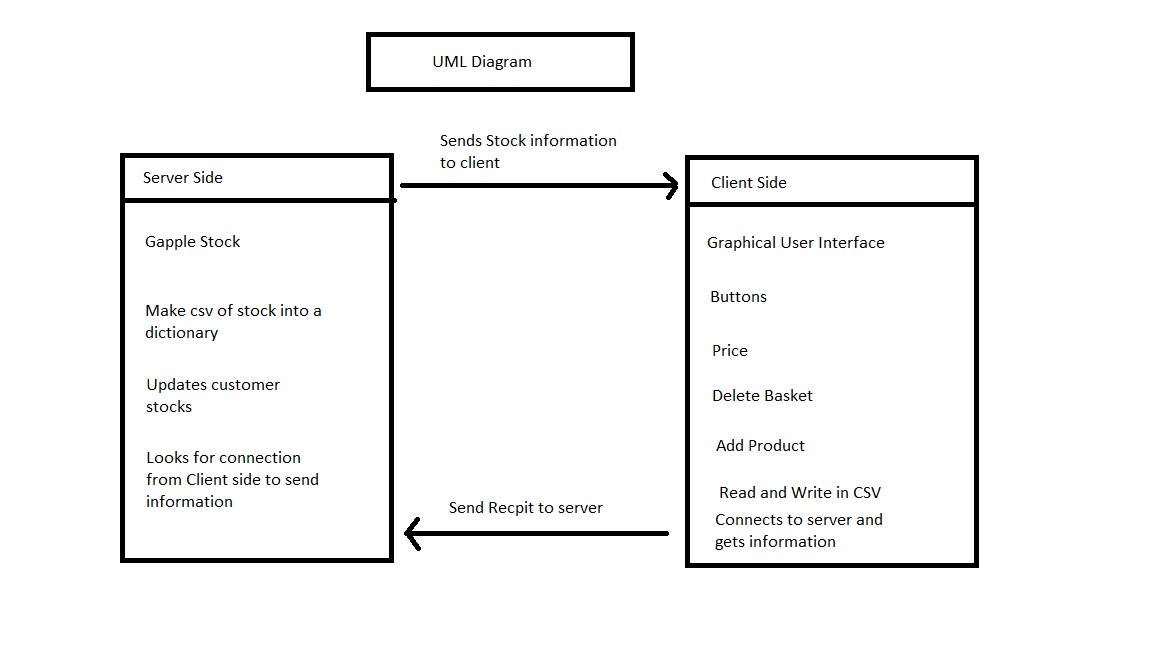 UML Diagram
Sends Stock information
to client
Server Side
Gapple Stock
Make csv of stock into a
dictionary
Updates customer
stocks
Looks for connection
from Client side to send
information
Client Side
Graphical User Interface
Buttons
Price
Delete Basket
Add Product
Read and Write in CSV
Connects to server and
gets information
Send Recpit to server